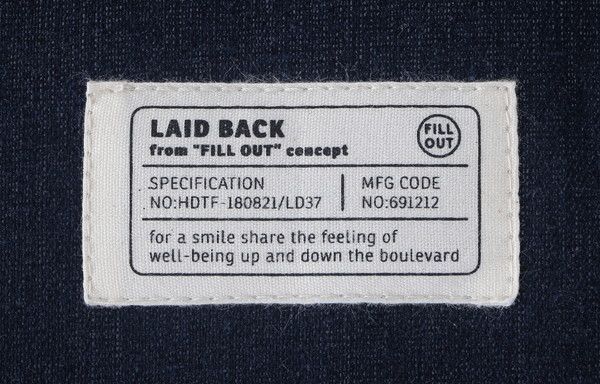 LAID BACK
from "FILL OUT" concept
FILL
OUT
SPECIFICATION
NO:HDTF-180821/LD37
MFG CODE
NO:691212
for a smile share the feeling of
well-being up and down the boulevard